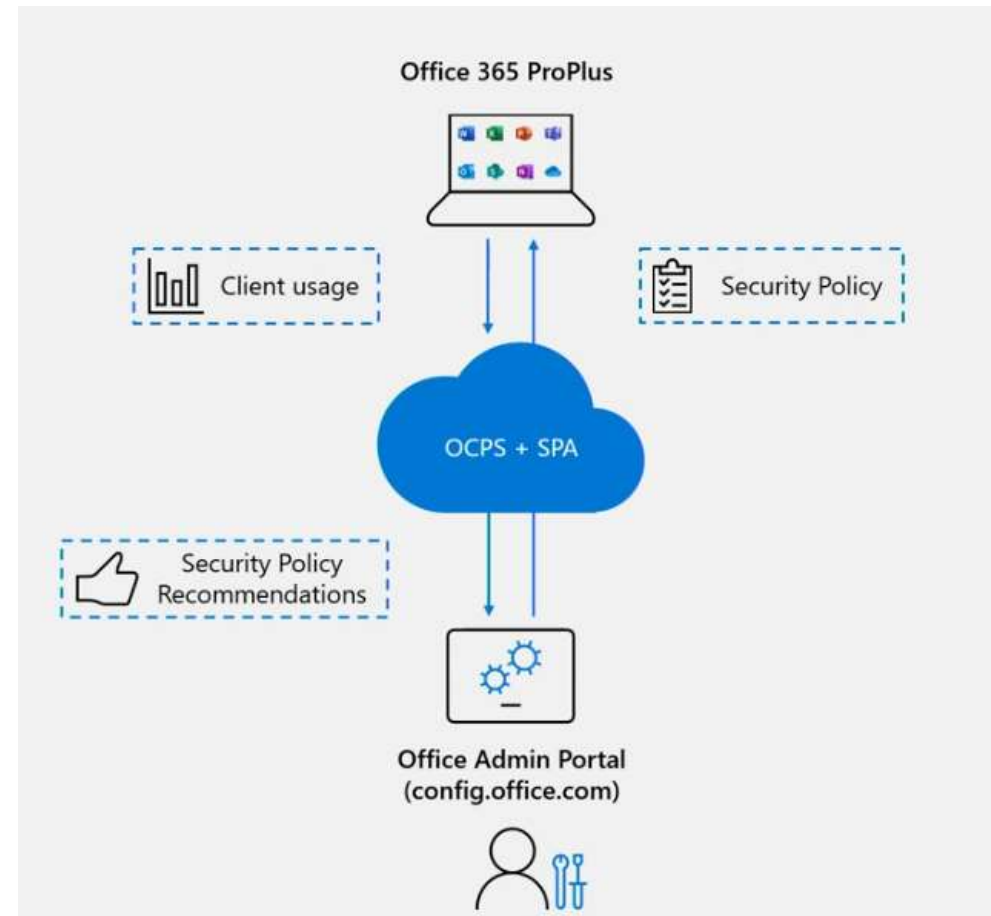 Office 365 ProPlus
Client usage
Security Policy
OCPS + SPA
Security Policy
Recommendations
Office Admin Portal
(config.office.com)